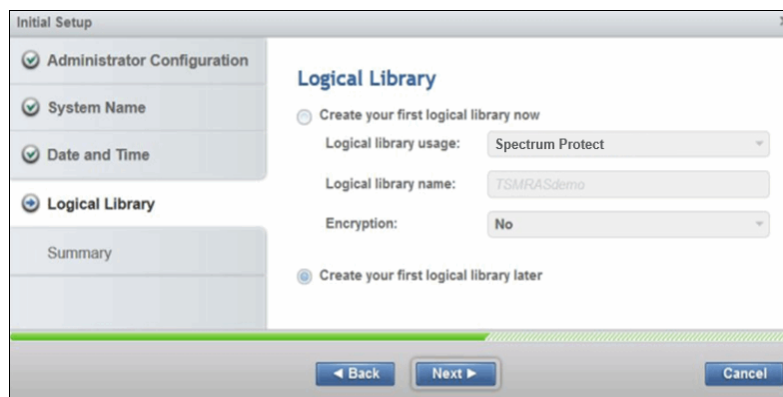 Initial Setup
Administrator Configuration
System Name
Date and Time
Logical Library
Summary
Logical Library
Create your first logical library now
Logical library usage: Spectrum Protect
Logical library name: TSMRASdemo
Encryption: No
Create your first logical library later
Back Next Cancel